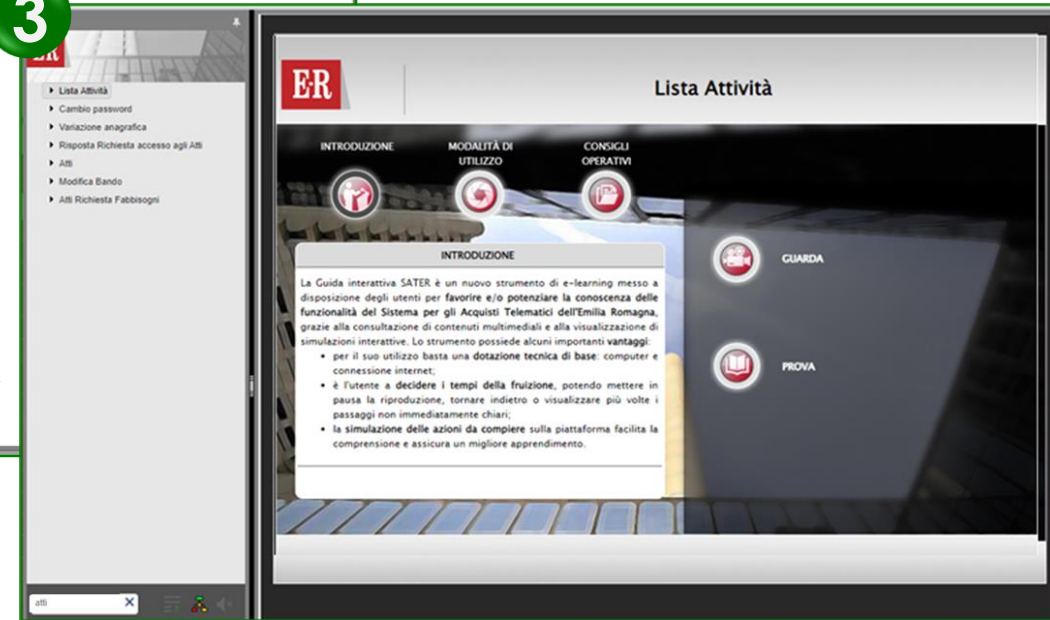 3
E-R
Lista Attività
Cambio password
Variazione anagrafica
Risposta Richiesta accesso agli Atti
Atti
Modifica Bando
Atti Richiesta Fabbisogni
atti
E-R
Lista Attività
INTRODUZIONE
MODALITÀ DI
UTILIZZO
CONSIGLI
OPERATIVI
INTRODUZIONE
La Guida interattiva SATER è un nuovo strumento di e-learning messo a
disposizione degli utenti per favorire e/o potenziare la conoscenza delle
funzionalità del Sistema per gli Acquisti Telematici dell'Emilia Romagna,
grazie alla consultazione di contenuti multimediali e alla visualizzazione di
simulazioni interattive. Lo strumento possiede alcuni importanti vantaggi:
• per il suo utilizzo basta una dotazione tecnica di base: computer e
connessione internet;
• è l'utente a decidere i tempi della fruizione, potendo mettere in
pausa la riproduzione, tornare indietro o visualizzare più volte i
passaggi non immediatamente chiari;
• la simulazione delle azioni da compiere sulla piattaforma facilita la
comprensione e assicura un migliore apprendimento.
GUARDA
PROVA